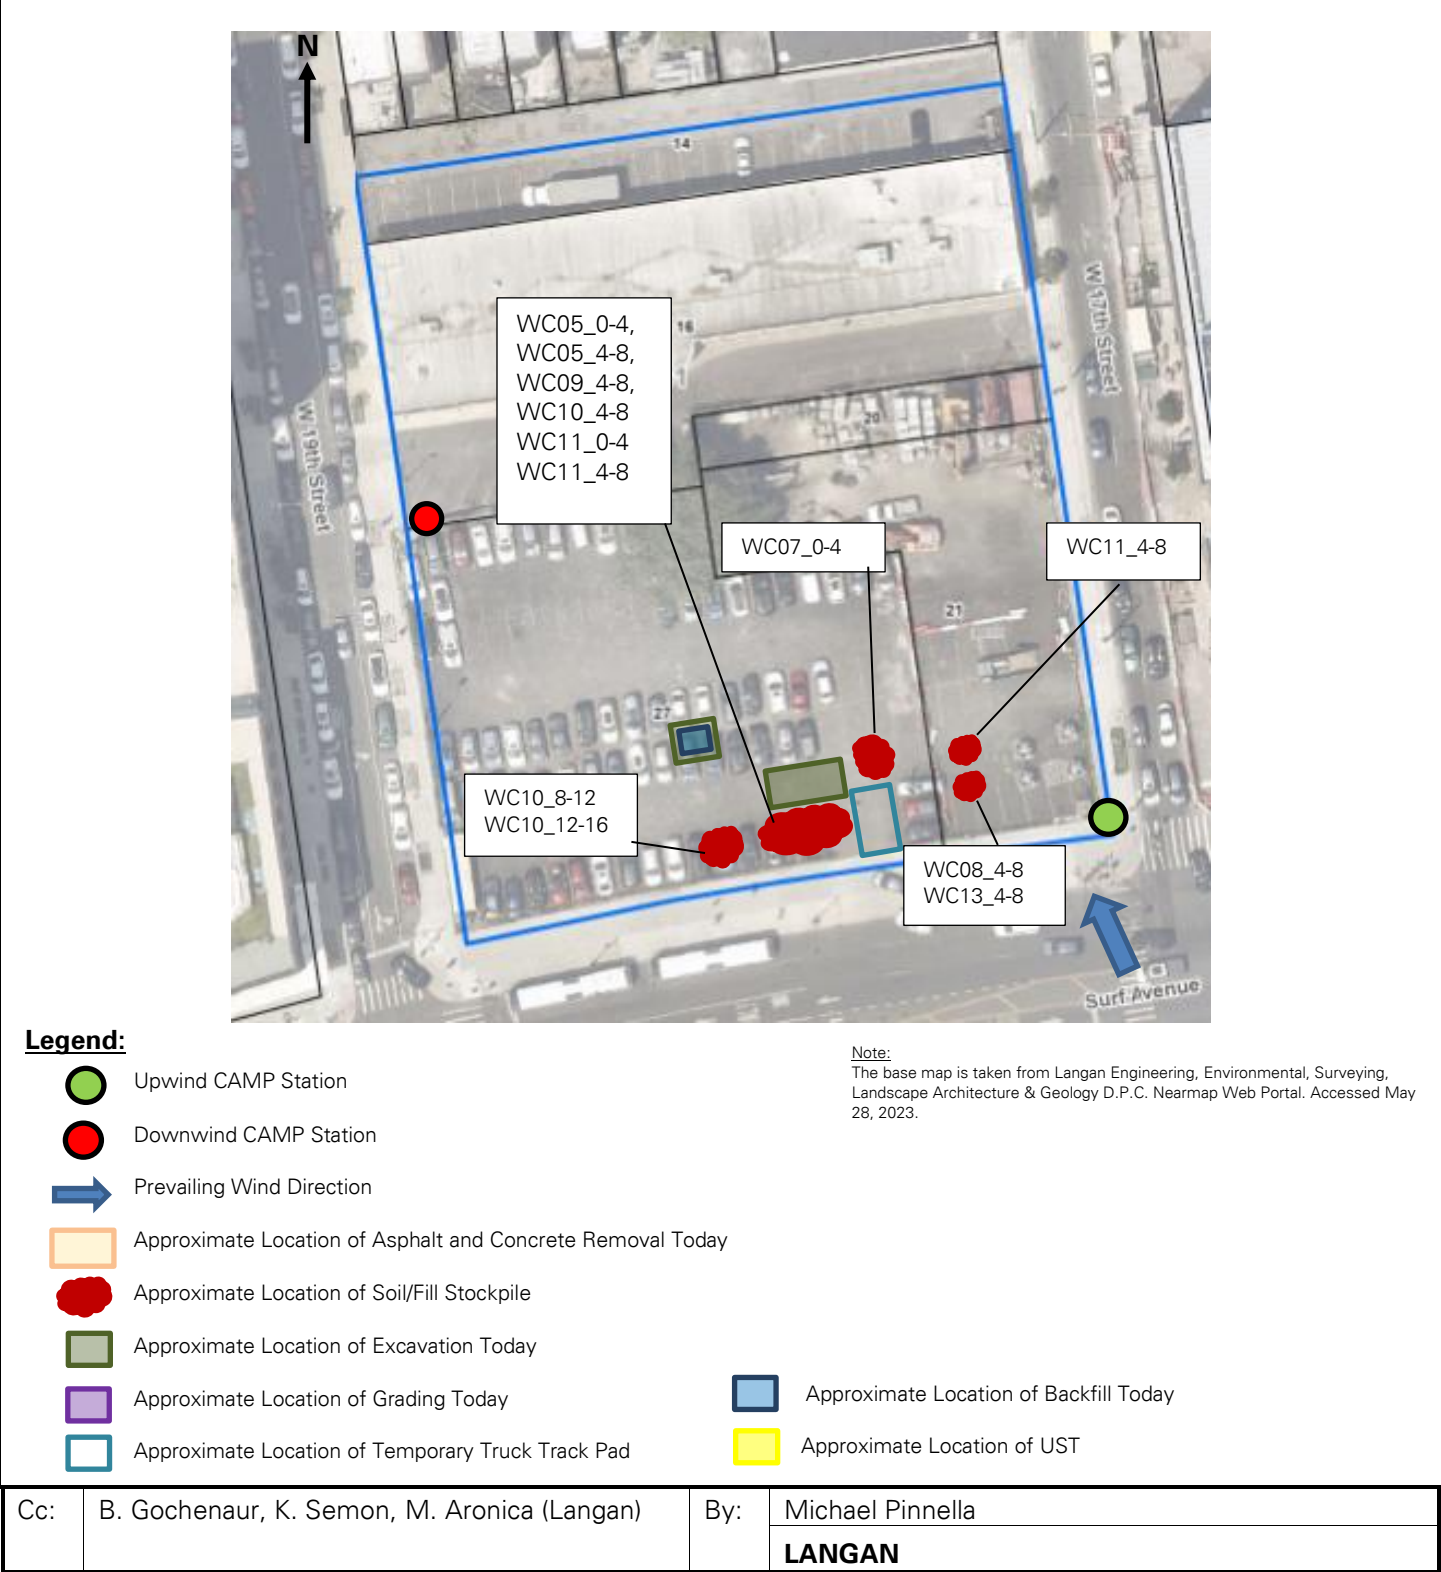 N
14
16
W 17th Street
W 19th Street
WC05_0-4,
WC05_4-8,
WC09_4-8,
WC10_4-8
WC11_0-4
WC11_4-8
20
WC07_0-4
WC11_4-8
21
27
WC10_8-12
WC10_12-16
WC08_4-8
WC13_4-8
Surf Avenue
Legend:
Upwind CAMP Station
Downwind CAMP Station
Prevailing Wind Direction
Approximate Location of Asphalt and Concrete Removal Today
Approximate Location of Soil/Fill Stockpile
Approximate Location of Excavation Today
Approximate Location of Grading Today
Approximate Location of Temporary Truck Track Pad
Approximate Location of Backfill Today
Approximate Location of UST
Note:
The base map is taken from Langan Engineering, Environmental, Surveying,
Landscape Architecture & Geology D.P.C. Nearmap Web Portal. Accessed May
28, 2023.
Cc: B. Gochenaur, K. Semon, M. Aronica (Langan) By: Michael Pinnella
LANGAN